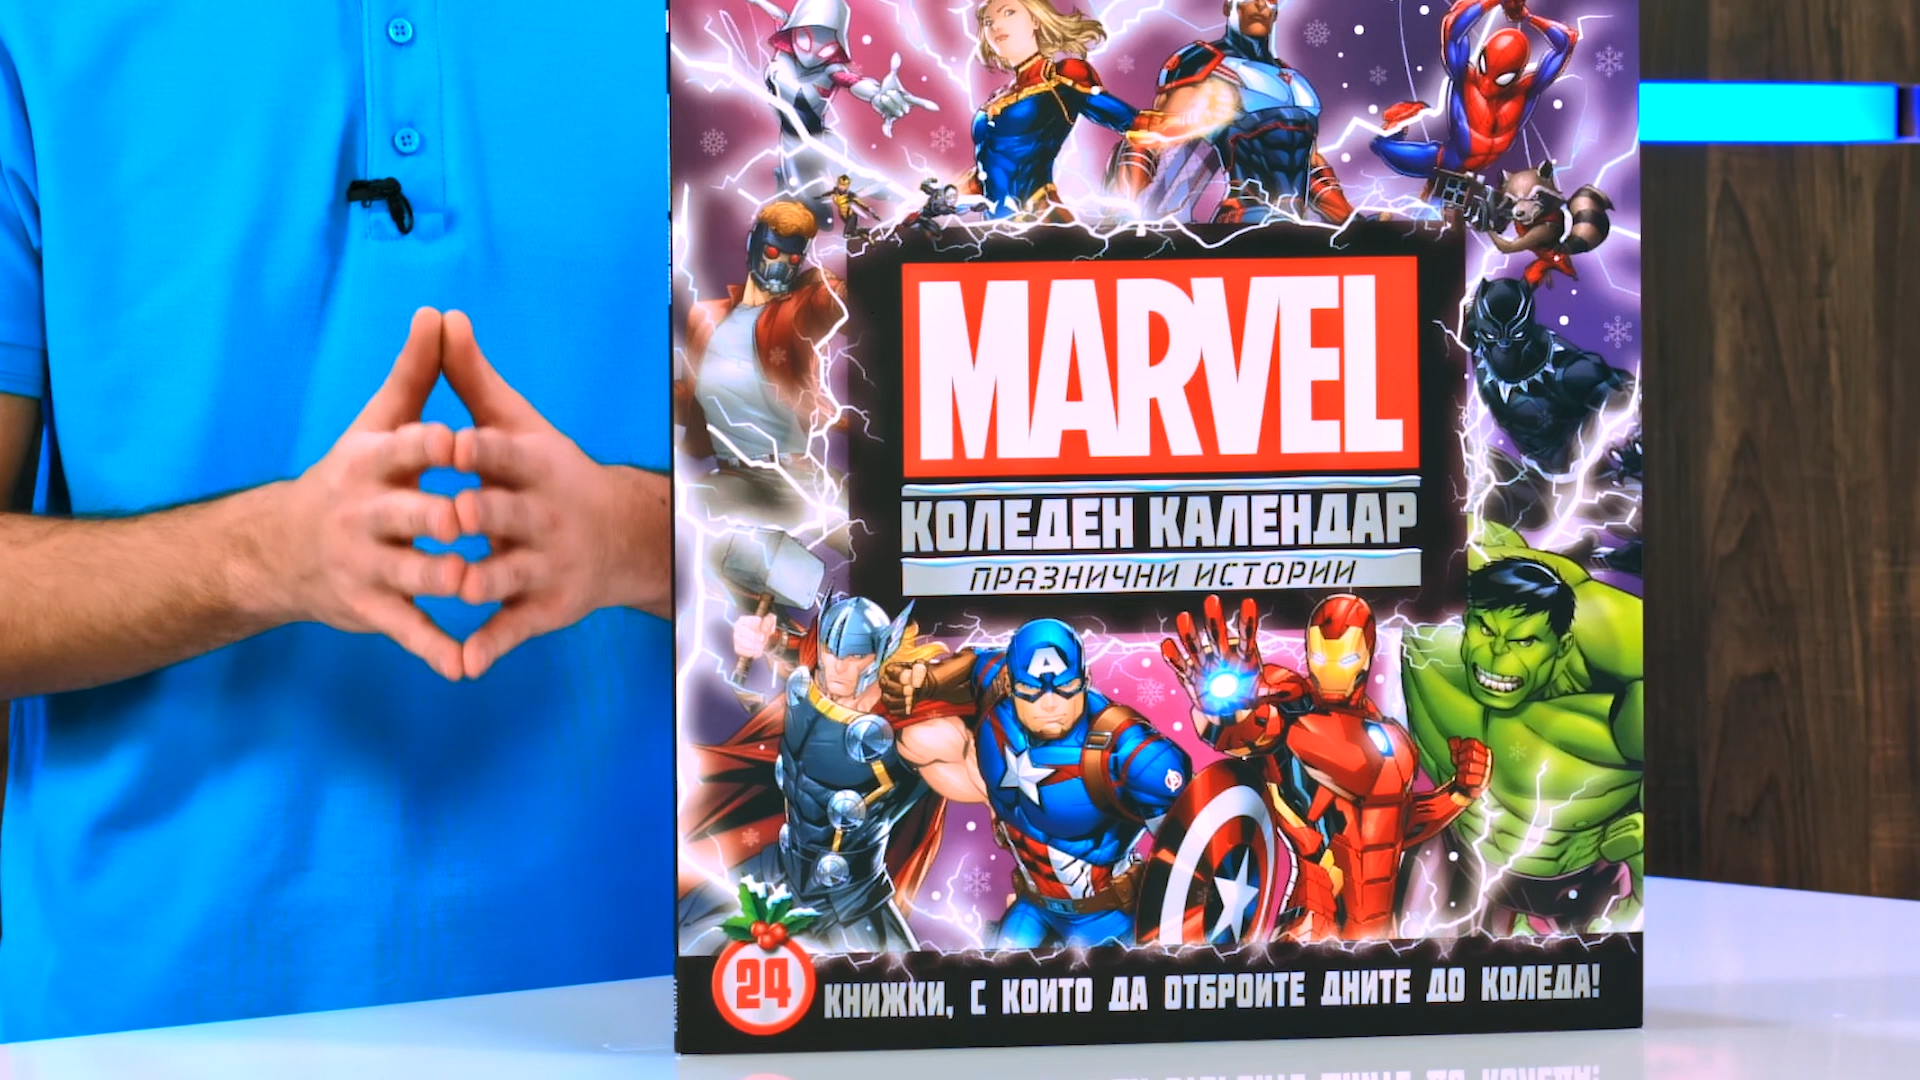 MARVEL
КОЛЕДЕН КАЛЕНДАР
ПРАЗНИЧНИ ИСТОРИИ
24 КНИЖКИ, С КОИТО ДА ОТБРОИТЕ ДНИТЕ ДО КОЛЕДА!